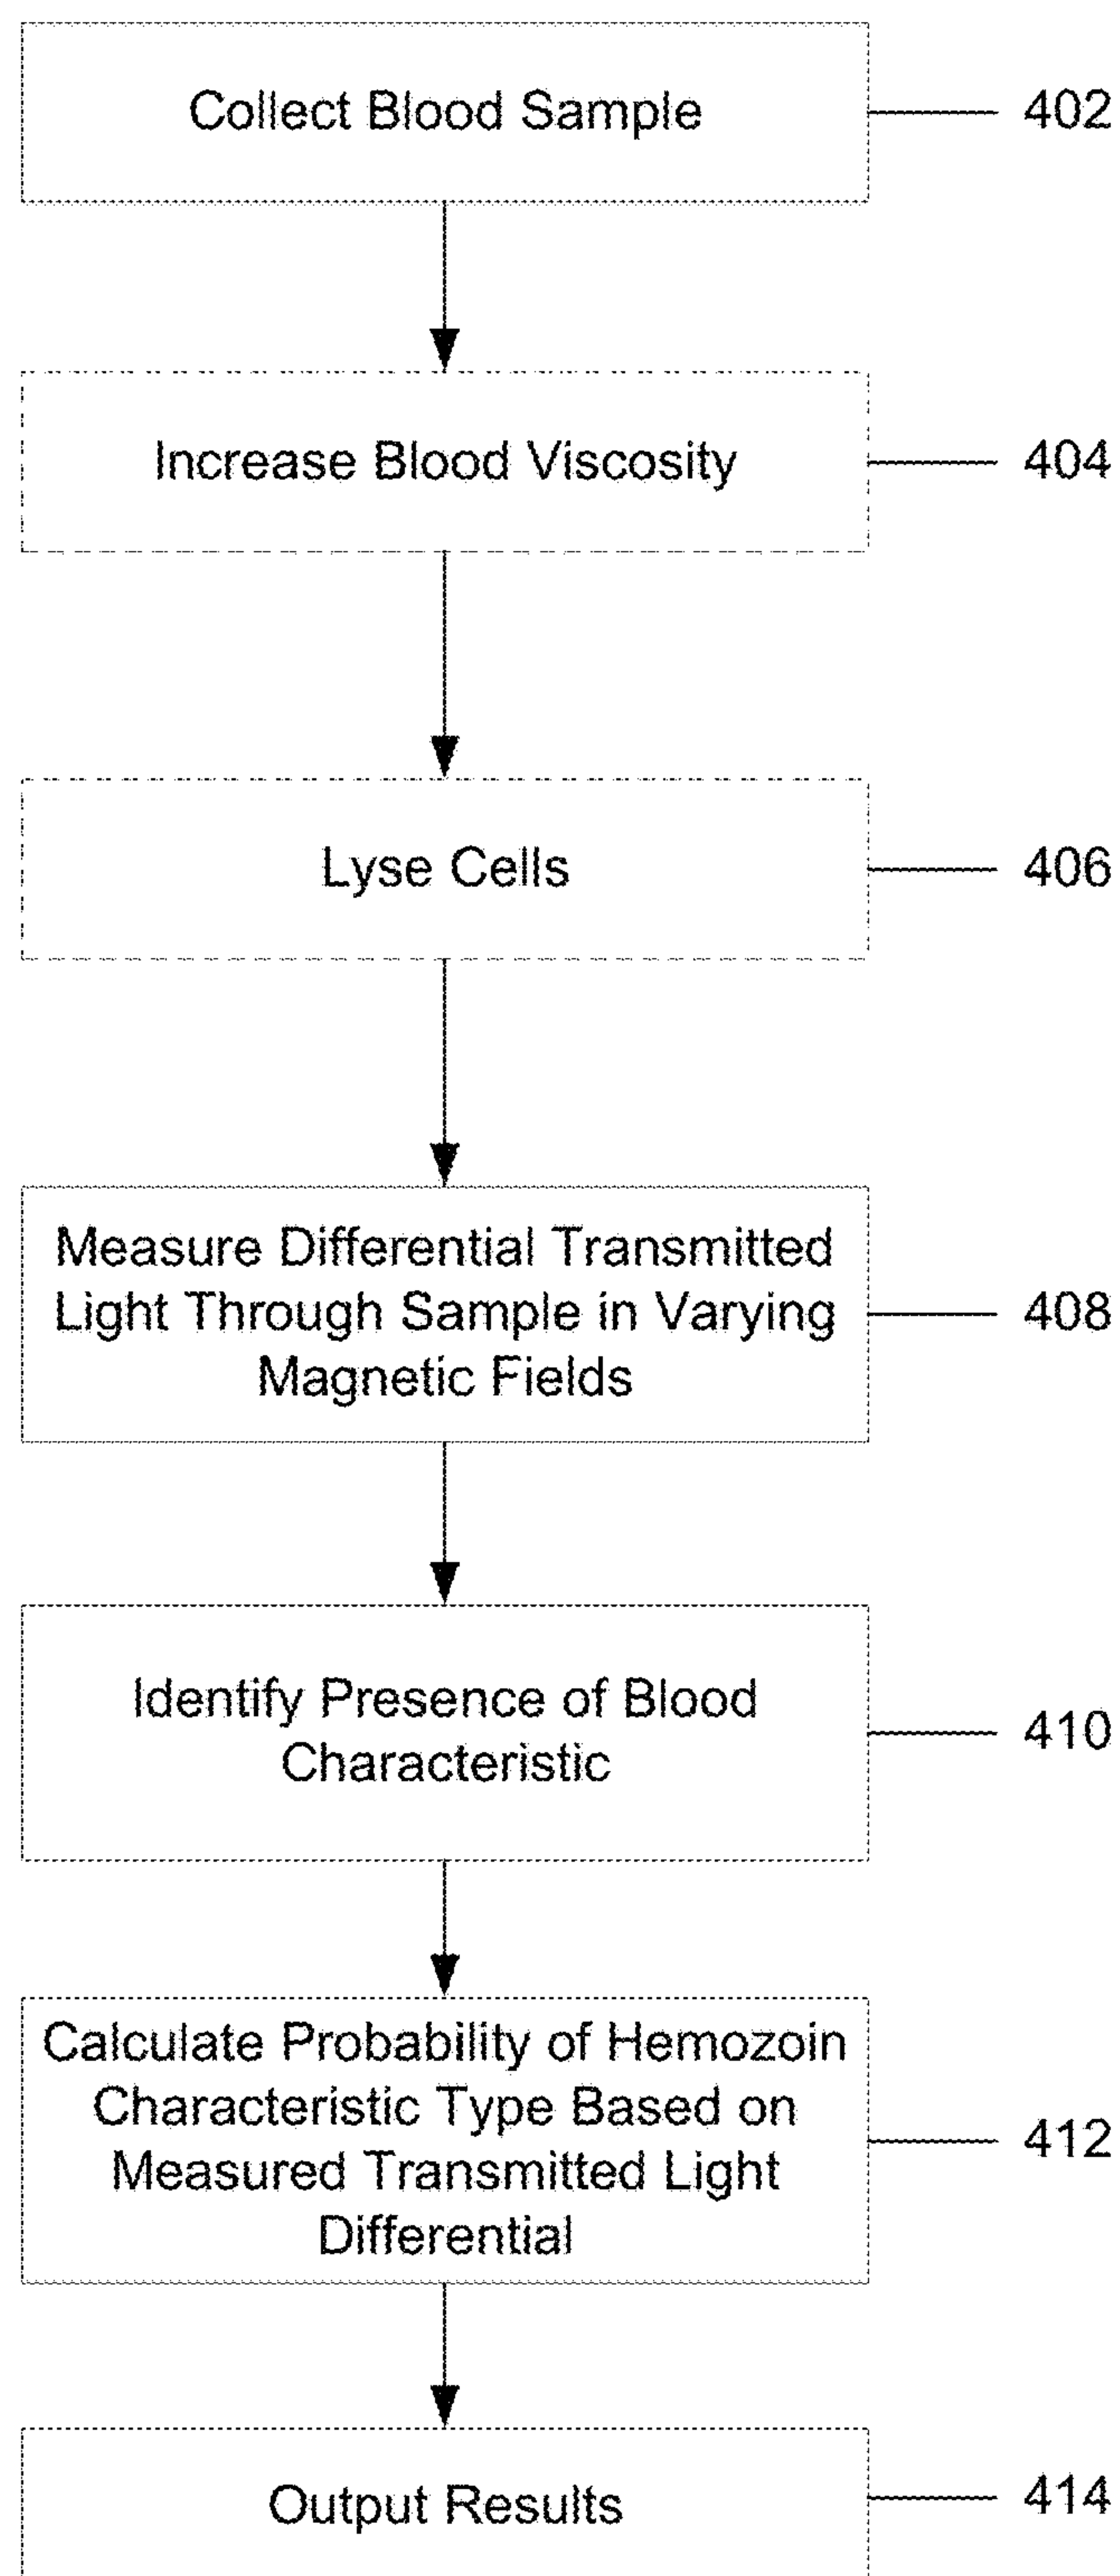 Collect Blood Sample
402
Increase Blood Viscosity
404
Lyse Cells
406
Measure Differential Transmitted
Light Through Sample in Varying
Magnetic Fields
408
Identify Presence of Blood
Characteristic
410
Calculate Probability of Hemozoin
Characteristic Type Based on
Measured Transmitted Light
Differential
412
Output Results
414